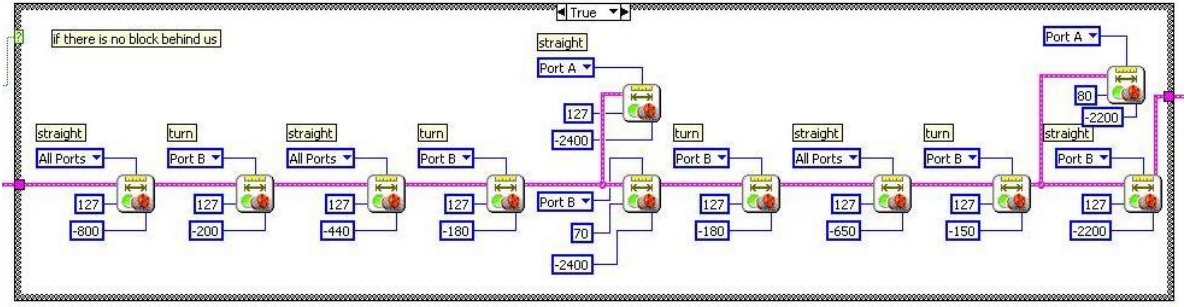 True
?
if there is no block behind us
straight
Port A
Port A
80
-2200
127
-2400
straight
turn
straight
turn
turn
straight
turn
straight
All Ports
Port B
All Ports
Port B
Port B
All Ports
Port B
Port B
127
127
127
127
Port B
127
127
127
127
-800
-200
-440
-180
70
-180
-650
-150
-2200
-2400